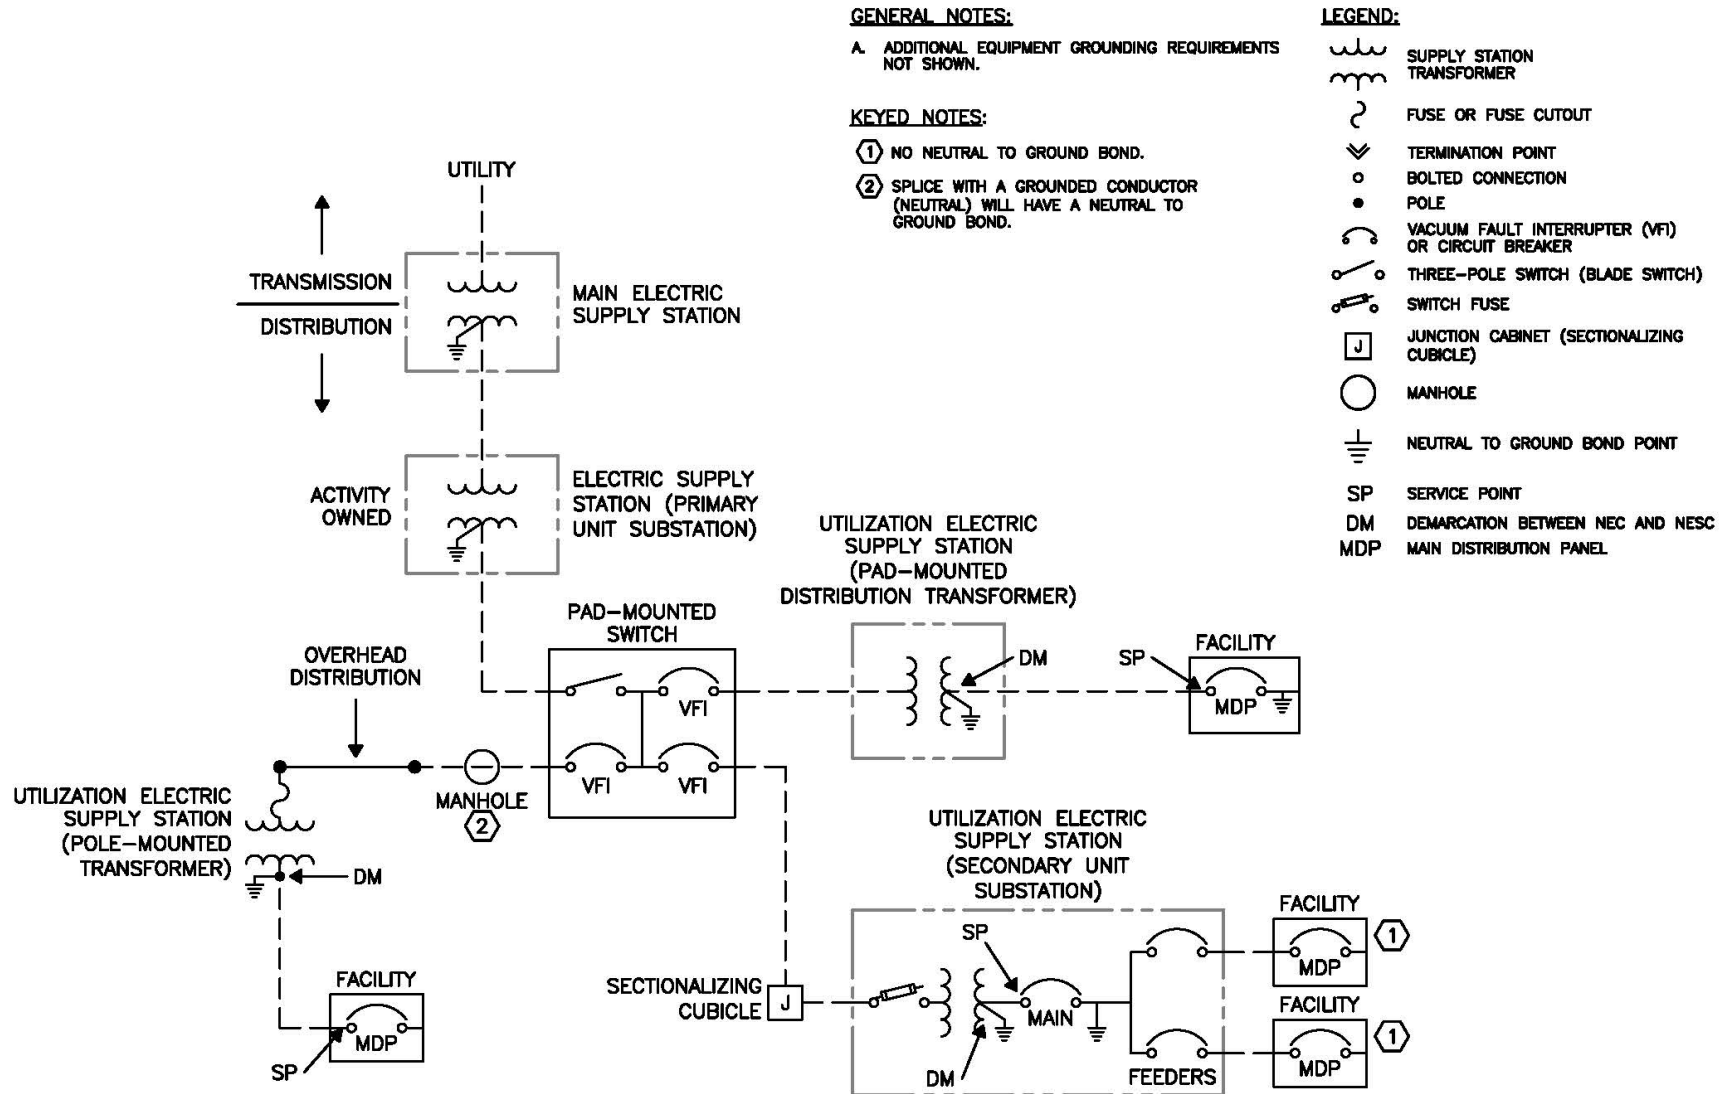 GENERAL NOTES:
A. ADDITIONAL EQUIPMENT GROUNDING REQUIREMENTS
NOT SHOWN.
KEYED NOTES:
1 NO NEUTRAL TO GROUND BOND.
2 SPLICE WITH A GROUNDED CONDUCTOR
(NEUTRAL) WILL HAVE A NEUTRAL TO
GROUND BOND.
LEGEND:
SUPPLY STATION
TRANSFORMER
FUSE OR FUSE CUTOUT
TERMINATION POINT
BOLTED CONNECTION
POLE
VACUUM FAULT INTERRUPTER (VFI)
OR CIRCUIT BREAKER
THREE-POLE SWITCH (BLADE SWITCH)
SWITCH FUSE
J
JUNCTION CABINET (SECTIONALIZING
CUBICLE)
MANHOLE
NEUTRAL TO GROUND BOND POINT
SP SERVICE POINT
DM DEMARCATION BETWEEN NEC AND NESC
MDP MAIN DISTRIBUTION PANEL
UTILITY
TRANSMISSION
DISTRIBUTION
MAIN ELECTRIC
SUPPLY STATION
ACTIVITY
OWNED
ELECTRIC SUPPLY
STATION (PRIMARY
UNIT SUBSTATION)
UTILIZATION ELECTRIC
SUPPLY STATION
(PAD-MOUNTED
DISTRIBUTION TRANSFORMER)
PAD-MOUNTED
SWITCH
VFI
VFI
VFI
DM
SP
FACILITY
MDP
OVERHEAD
DISTRIBUTION
MANHOLE
2
UTILIZATION ELECTRIC
SUPPLY STATION
(POLE-MOUNTED
TRANSFORMER)
DM
FACILITY
MDP
SP
SECTIONALIZING
CUBICLE
J
UTILIZATION ELECTRIC
SUPPLY STATION
(SECONDARY UNIT
SUBSTATION)
SP
MAIN
DM
FEEDERS
FACILITY
MDP
1
FACILITY
MDP
1